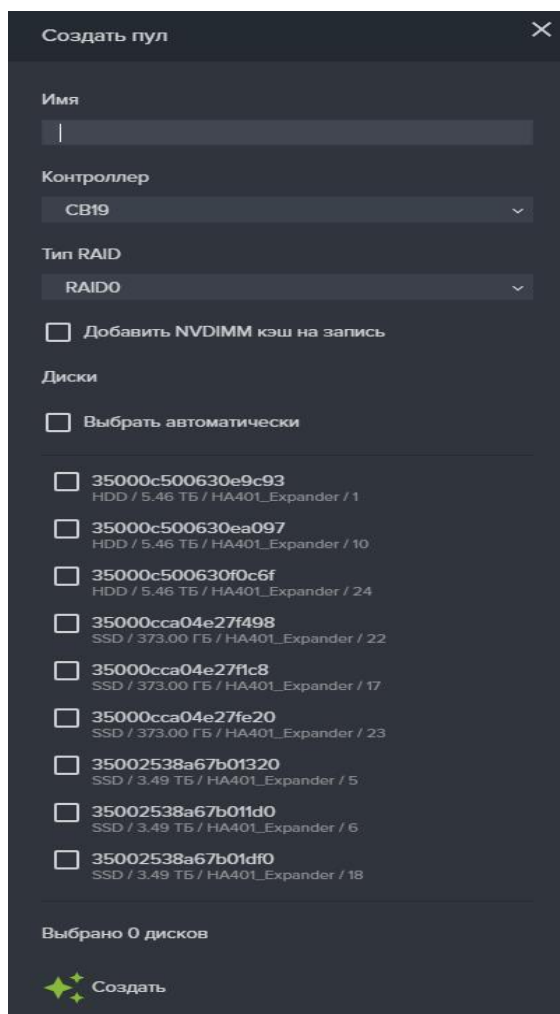 Создать пул
Имя
Контроллер
CB19
Тип RAID
RAID0
Добавить NVDIMM кэш на запись
Диски
Выбрать автоматически
35000c500630e9c93
HDD / 5.46 ТБ / HA401_Expander / 1
35000c500630ea097
HDD / 5.46 ТБ / HA401_Expander / 10
35000c500630f0c6f
HDD / 5.46 ТБ / HA401_Expander / 24
35000cca04e27f498
SSD / 373.00 ГБ / HA401_Expander / 22
35000cca04e27f1c8
SSD / 373.00 ГБ / HA401_Expander / 17
35000cca04e27fe20
SSD / 373.00 ГБ / HA401_Expander / 23
35002538a67b01320
SSD / 3.49 ТБ / HA401_Expander / 5
35002538a67b011d0
SSD / 3.49 ТБ / HA401_Expander / 6
35002538a67b01df0
SSD / 3.49 ТБ / HA401_Expander / 18
Выбрано 0 дисков
Создать